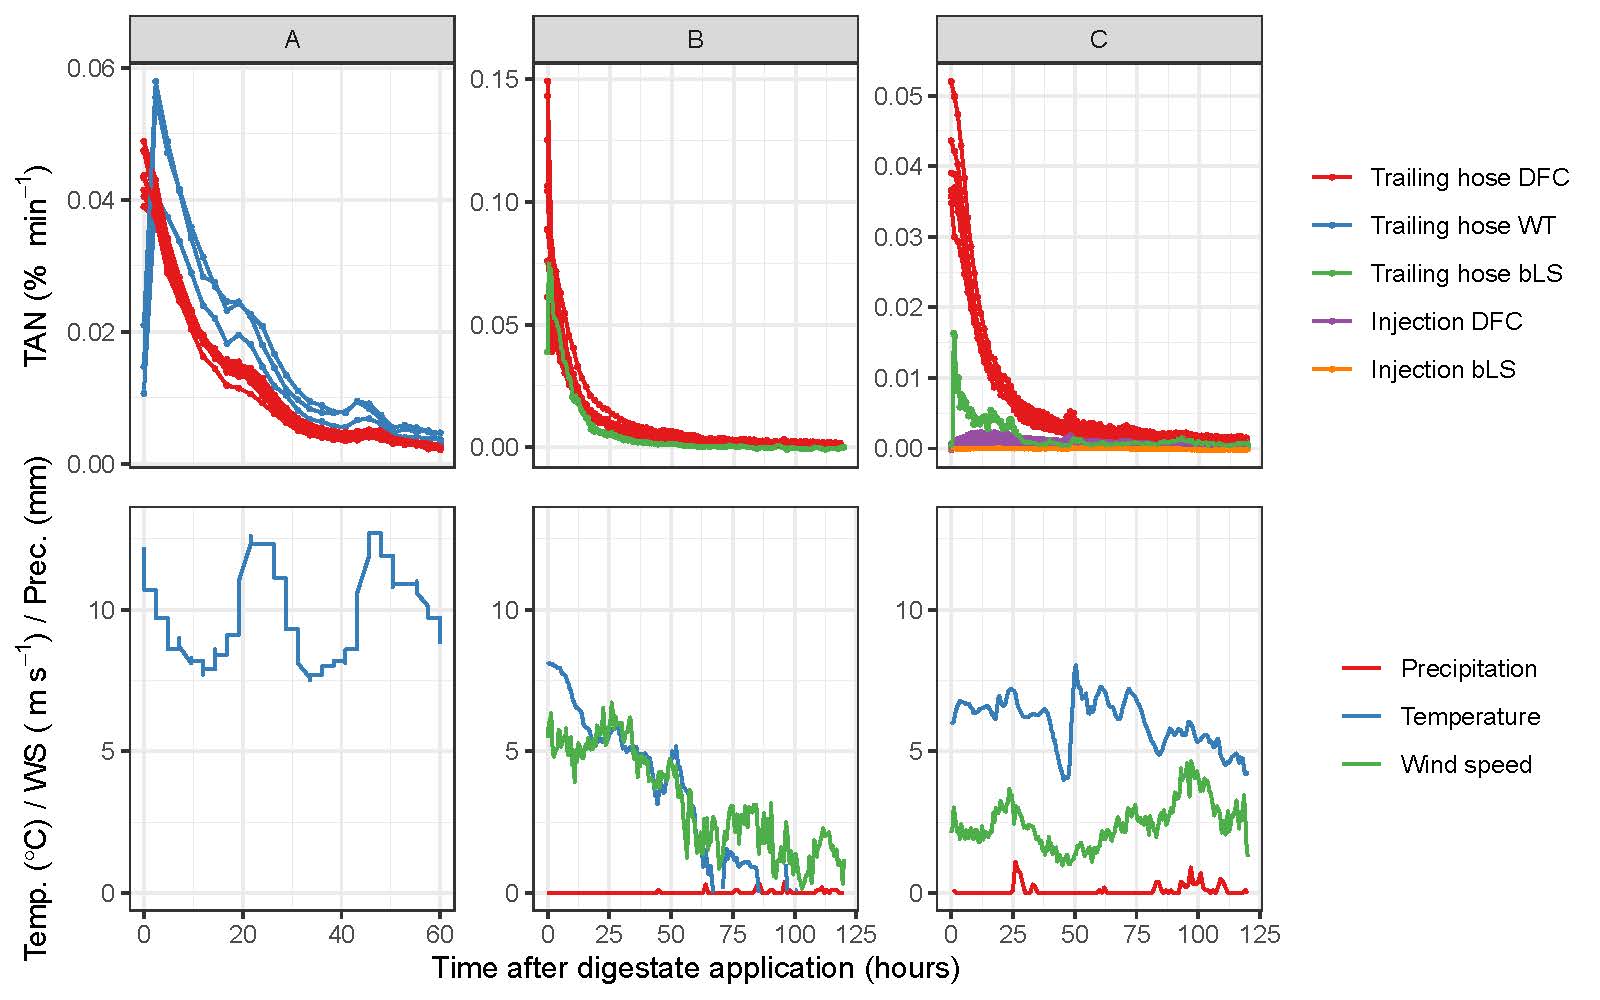 A
B
C
TAN (% min⁻¹)
0.06
0.04
0.02
0.00
0.15
0.10
0.05
0.00
0.05
0.04
0.03
0.02
0.01
0.00
Trailing hose DFC
Trailing hose WT
Trailing hose bLS
Injection DFC
Injection bLS
Temp. (°C) / WS ( m s⁻¹) / Prec. (mm)
10
5
0
10
5
0
10
5
0
Precipitation
Temperature
Wind speed
0 20 40 60
0 25 50 75 100 125
0 25 50 75 100 125
Time after digestate application (hours)